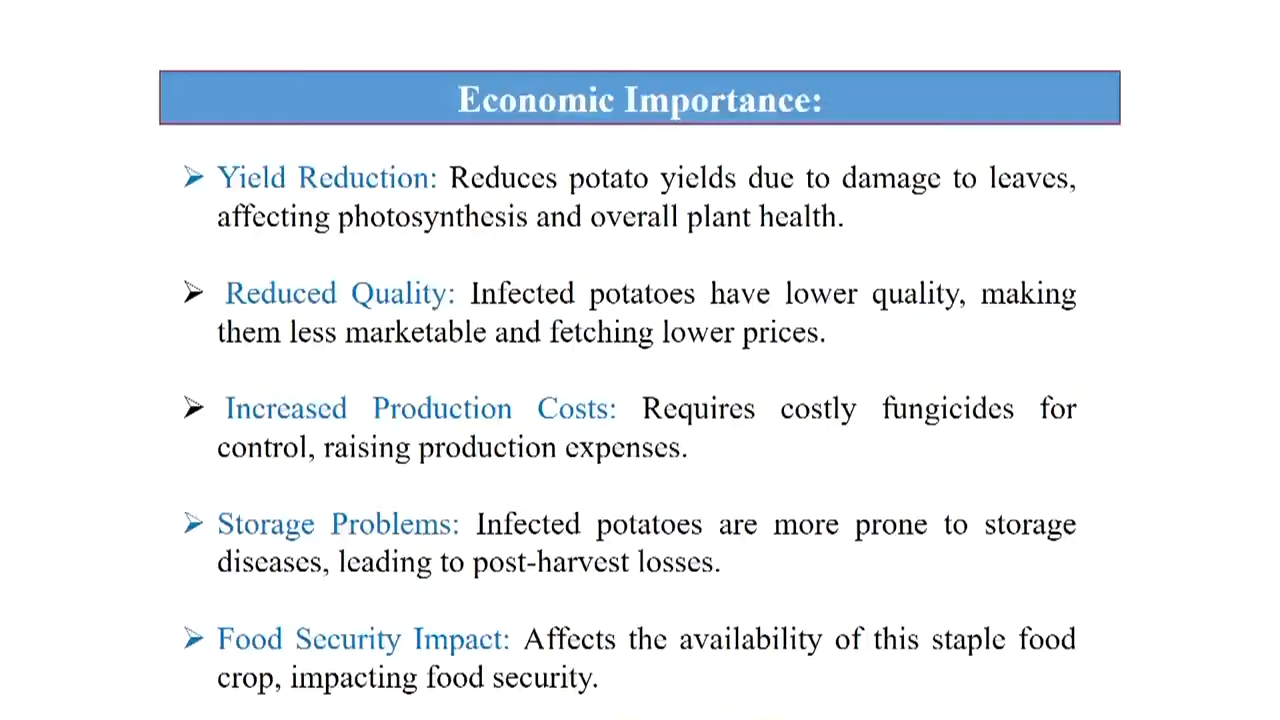 Economic Importance:
➢ Yield Reduction: Reduces potato yields due to damage to leaves,
affecting photosynthesis and overall plant health.
➢ Reduced Quality: Infected potatoes have lower quality, making
them less marketable and fetching lower prices.
➢ Increased Production Costs: Requires costly fungicides for
control, raising production expenses.
➢ Storage Problems: Infected potatoes are more prone to storage
diseases, leading to post-harvest losses.
➢ Food Security Impact: Affects the availability of this staple food
crop, impacting food security.